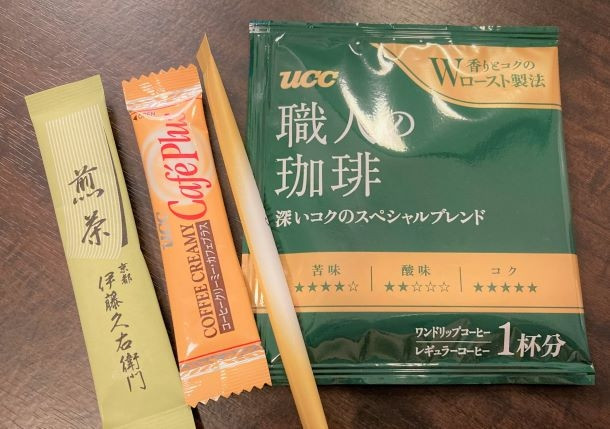 煎茶
京都
伊藤久右衛門
OPEN
CaféPlus
UCC
COFFEE CREAMY
コーヒークリーミーカフェプラス
UCC
香りとコクの
Wロースト製法
職人の
珈琲
深いコクのスペシャルブレンド
苦味
酸味
コク
★★★★☆
★★☆☆☆
★★★★★
ワンドリップコーヒー
レギュラーコーヒー
1杯分